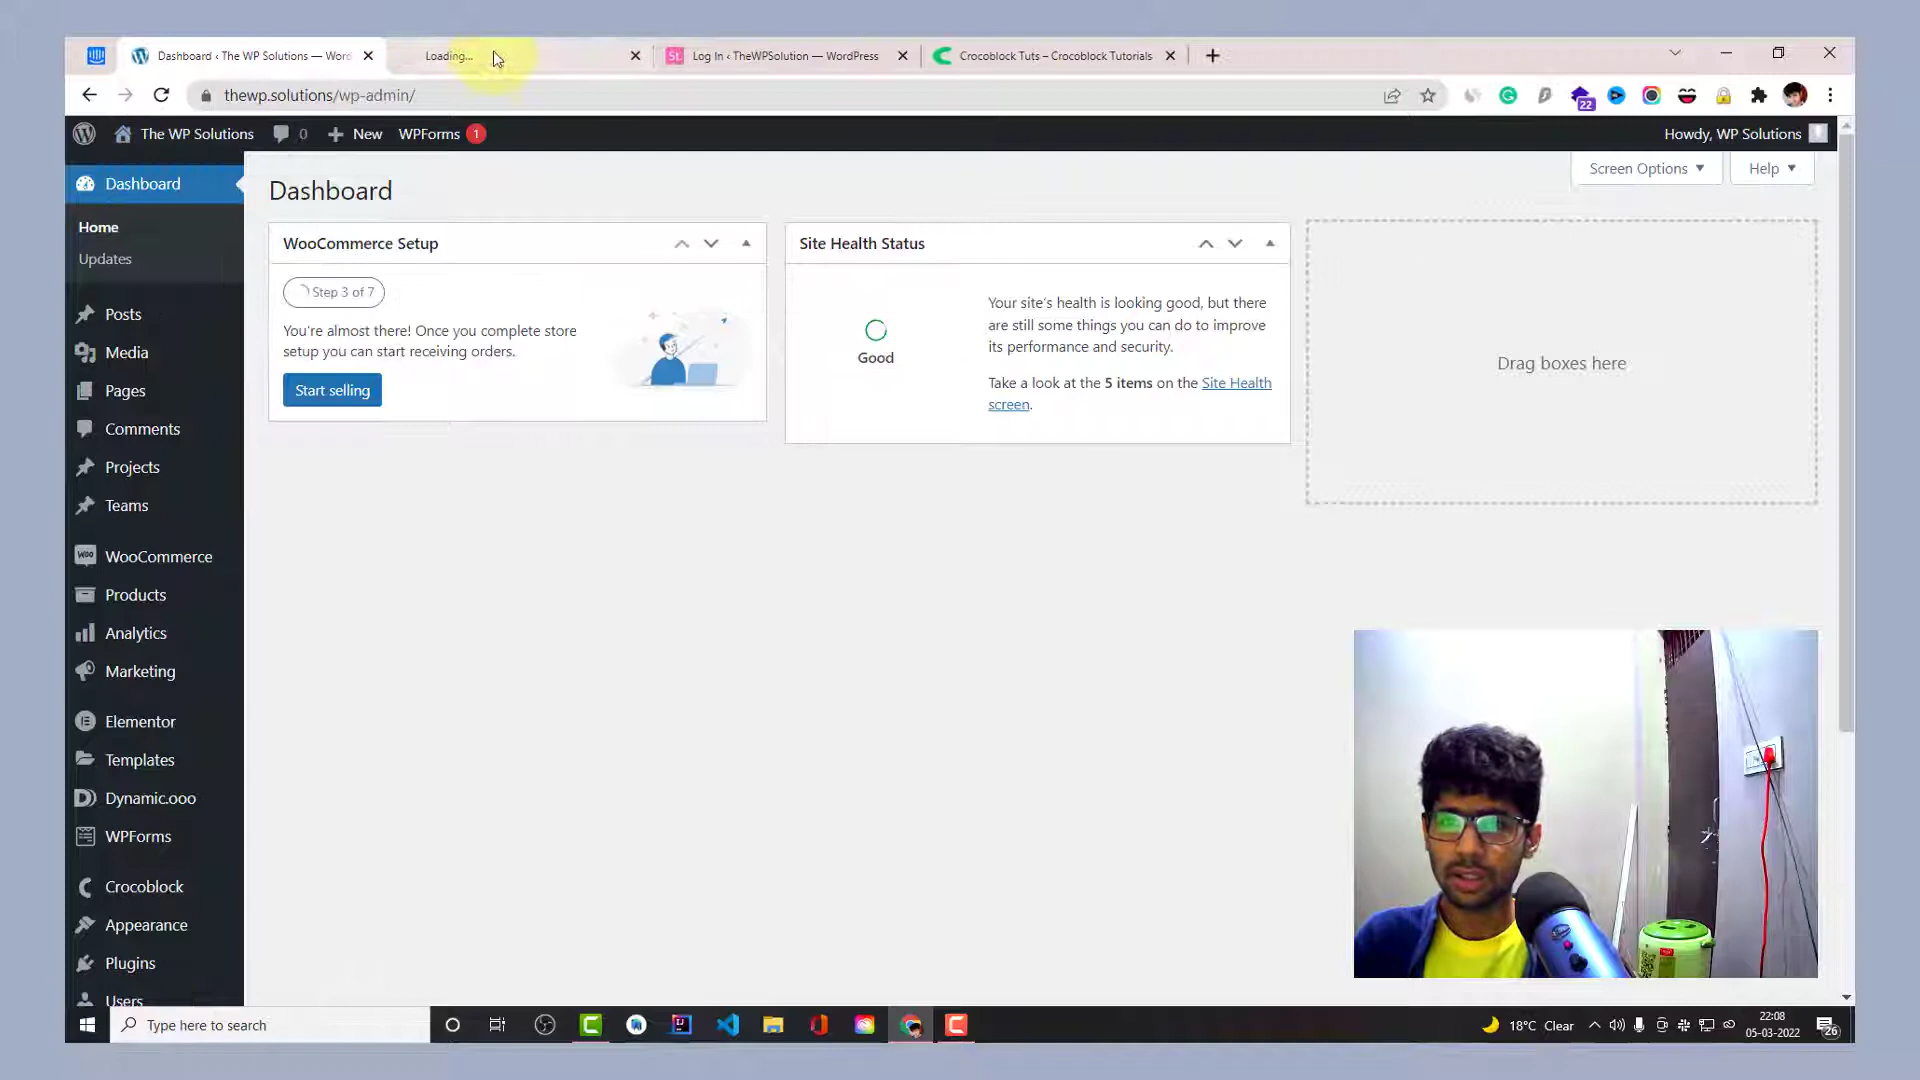 Dashboard ‹ The WP Solutions — Word
Loading...
St.
Log In ‹ TheWPSolution — WordPress
Crocoblock Tuts – Crocoblock Tutorials
thewp.solutions/wp-admin/
22
The WP Solutions
0
New
WPForms
1
Howdy, WP Solutions
Dashboard
Home
Updates
Posts
Media
Pages
Comments
Projects
Teams
WooCommerce
Products
Analytics
Marketing
Elementor
Templates
Dynamic.ooo
WPForms
Crocoblock
Appearance
Plugins
Users
Screen Options
Help
Dashboard
WooCommerce Setup
Step 3 of 7
You're almost there! Once you complete store
setup you can start receiving orders.
Start selling
Site Health Status
Good
Your site's health is looking good, but there
are still some things you can do to improve
its performance and security.
Take a look at the 5 items on the Site Health
screen.
Drag boxes here
Type here to search
18°C Clear
22:08
05-03-2022
26